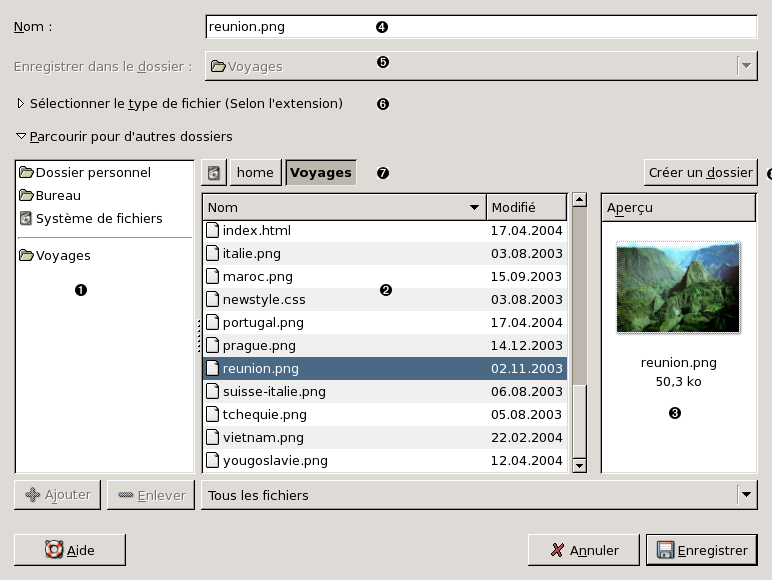 Nom : reunion.png ❹
Enregistrer dans le dossier : Voyages ❺
Sélectionner le type de fichier (Selon l'extension) ❻
Parcourir pour d'autres dossiers
Dossier personnel
Bureau
Système de fichiers
Voyages
❶
home Voyages ❼ Créer un dossier
Nom Modifié
index.html 17.04.2004
italie.png 03.08.2003
maroc.png 15.09.2003
newstyle.css ❷ 03.08.2003
portugal.png 17.04.2004
prague.png 14.12.2003
reunion.png 02.11.2003
suisse-italie.png 06.08.2003
tchequie.png 05.08.2003
vietnam.png 22.02.2004
yougoslavie.png 12.04.2004
Aperçu
reunion.png
50,3 ko
❸
Ajouter Enlever Tous les fichiers
Aide Annuler Enregistrer